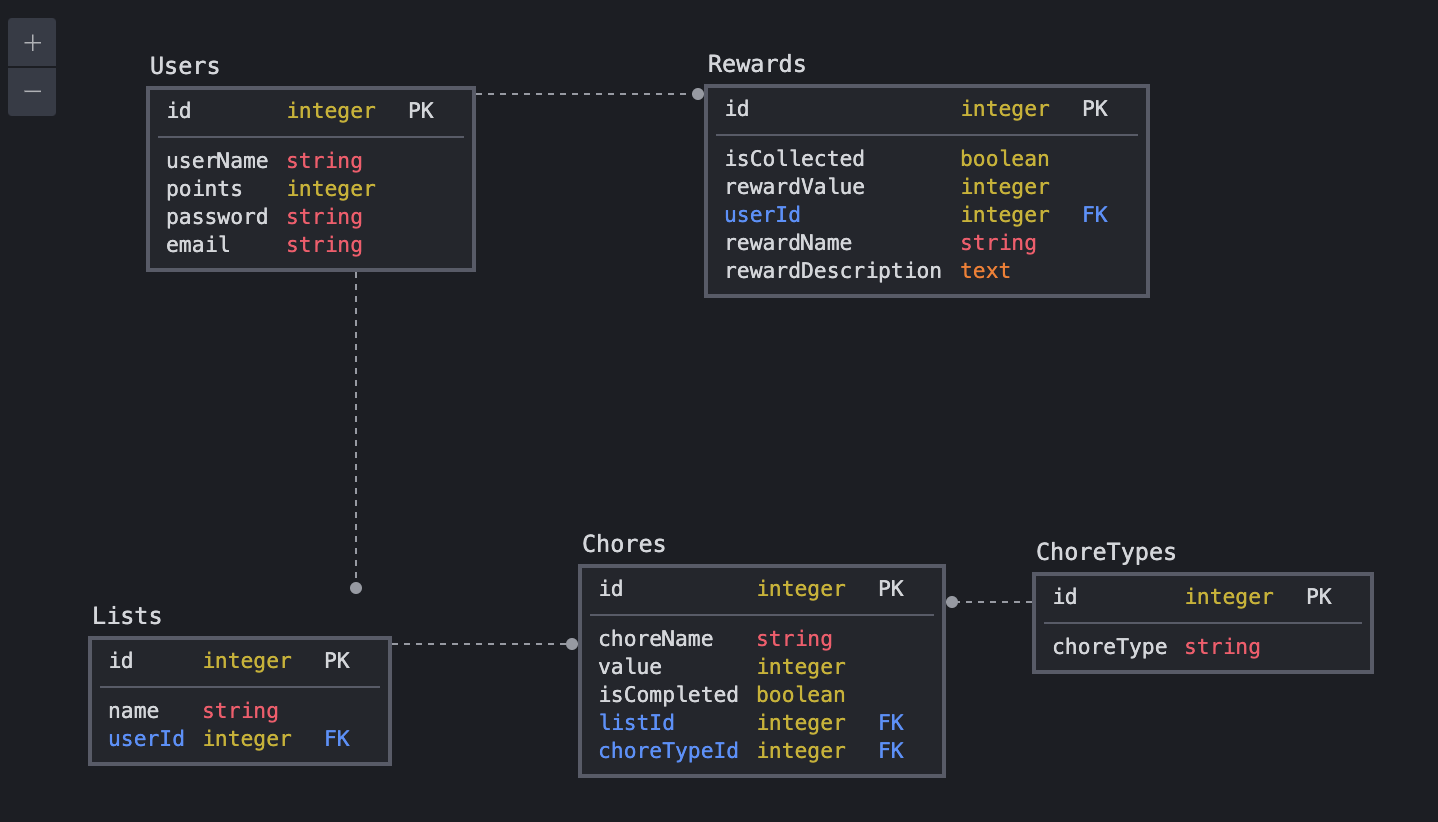 +
−
Users
id integer PK
userName string
points integer
password string
email string
Rewards
id integer PK
isCollected boolean
rewardValue integer
userId integer FK
rewardName string
rewardDescription text
Lists
id integer PK
name string
userId integer FK
Chores
id integer PK
choreName string
value integer
isCompleted boolean
listId integer FK
choreTypeId integer FK
ChoreTypes
id integer PK
choreType string